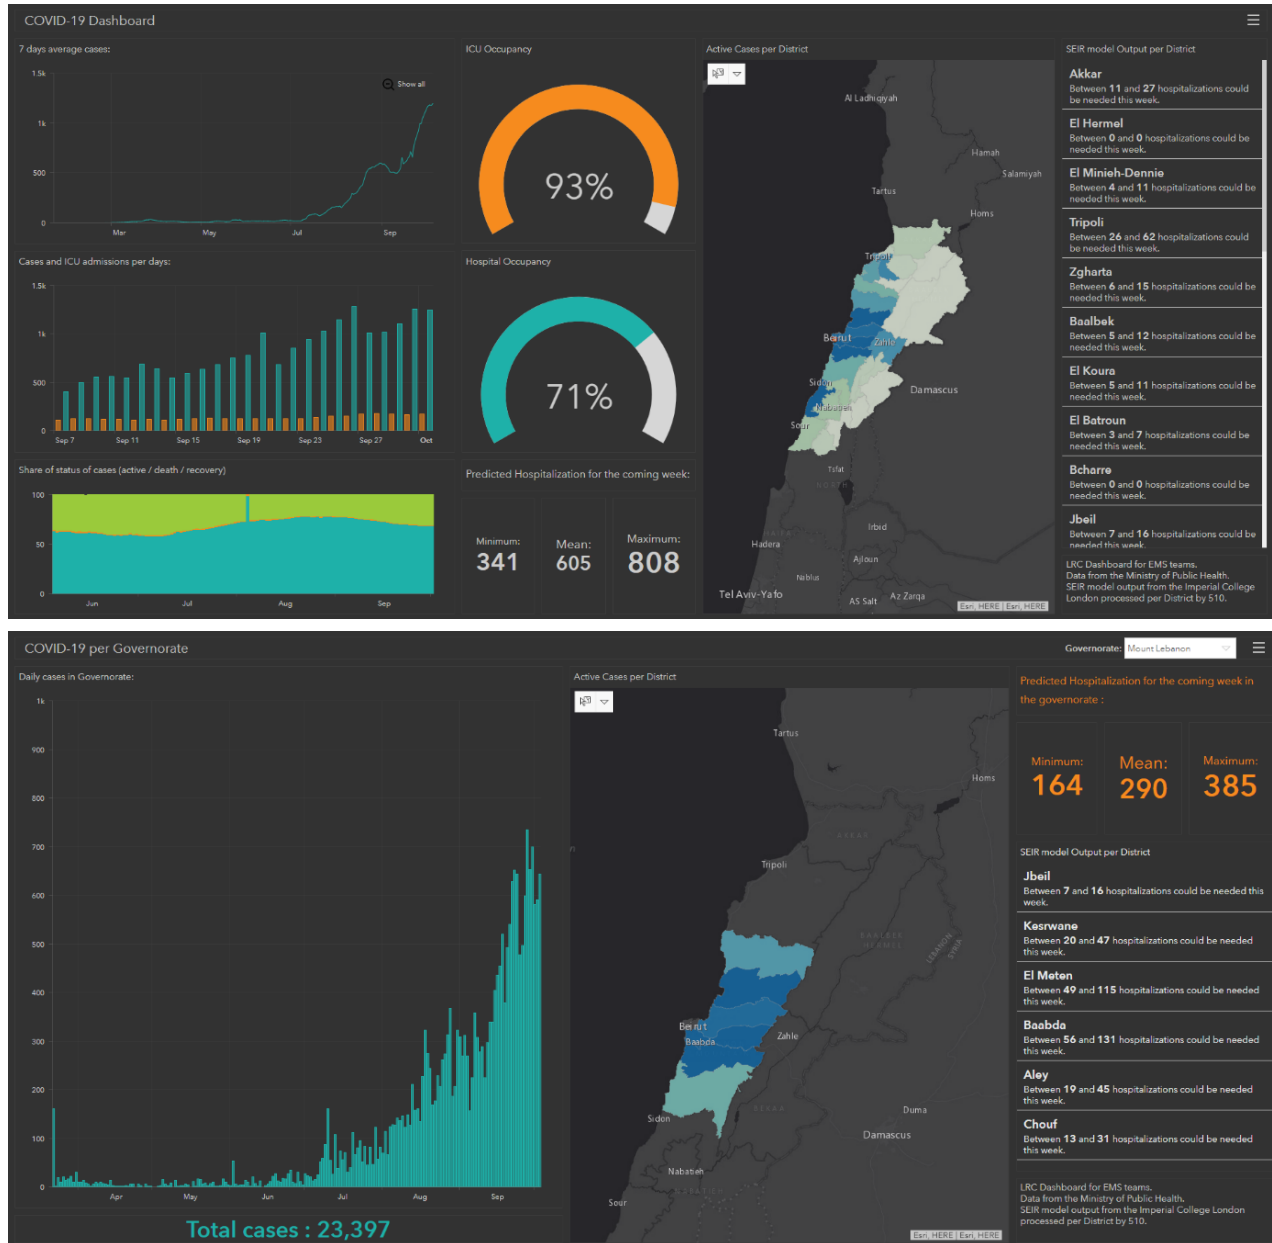 COVID-19 Dashboard
7 days average cases:
1.5k
Show all
1k
500
0
Mar
May
Jul
Sep
Cases and ICU admissions per days:
1.5k
1k
500
0
Sep 7
Sep 11
Sep 15
Sep 19
Sep 23
Sep 27
Oct
Share of status of cases (active / death / recovery)
100
50
0
Jun
Jul
Aug
Sep
ICU Occupancy
93%
Hospital Occupancy
71%
Predicted Hospitalization for the coming week:
Minimum:
341
Mean:
605
Maximum:
808
Active Cases per District
Al Ladhiqiyah
Hamah
Salamiyah
Tartus
Homs
Tripoli
Beirut
Zahle
Sidon
Damascus
Nabatieh
Sour
Tsfat
NORTH
Irbid
HAIFA
Hadera
Ajloun
Nablus
Tel Aviv-Yafo
AS Salt
Az Zarqa
Esri, HERE | Esri, HERE
SEIR model Output per District
Akkar
Between 11 and 27 hospitalizations could
be needed this week.
El Hermel
Between 0 and 0 hospitalizations could be
needed this week.
El Minieh-Dennie
Between 4 and 11 hospitalizations could be
needed this week.
Tripoli
Between 26 and 62 hospitalizations could
be needed this week.
Zgharta
Between 6 and 15 hospitalizations could be
needed this week.
Baalbek
Between 5 and 12 hospitalizations could be
needed this week.
El Koura
Between 5 and 11 hospitalizations could be
needed this week.
El Batroun
Between 3 and 7 hospitalizations could be
needed this week.
Bcharre
Between 0 and 0 hospitalizations could be
needed this week.
Jbeil
Between 7 and 16 hospitalizations could be
needed this week.
LRC Dashboard for EMS teams.
Data from the Ministry of Public Health.
SEIR model output from the Imperial College
London processed per District by 510.
COVID-19 per Governorate
Governorate: Mount Lebanon
Daily cases in Governorate:
1k
900
800
700
600
500
400
300
200
100
0
Apr
May
Jun
Jul
Aug
Sep
Total cases : 23,397
Active Cases per District
Tartus
Homs
AKKAR
Tripoli
BAALBEK
HERMEL
LEBANON
SYRIA
Beirut
Baabda
Zahle
BEKAA
Sidon
Duma
Damascus
Nabatieh
Sour
Esri, HERE | Esri, HERE
Predicted Hospitalization for the coming week in
the governorate :
Minimum:
164
Mean:
290
Maximum:
385
SEIR model Output per District
Jbeil
Between 7 and 16 hospitalizations could be needed this
week.
Kesrwane
Between 20 and 47 hospitalizations could be needed
this week.
El Meten
Between 49 and 115 hospitalizations could be needed
this week.
Baabda
Between 56 and 131 hospitalizations could be needed
this week.
Aley
Between 19 and 45 hospitalizations could be needed
this week.
Chouf
Between 13 and 31 hospitalizations could be needed
this week.
LRC Dashboard for EMS teams.
Data from the Ministry of Public Health.
SEIR model output from the Imperial College London
processed per District by 510.